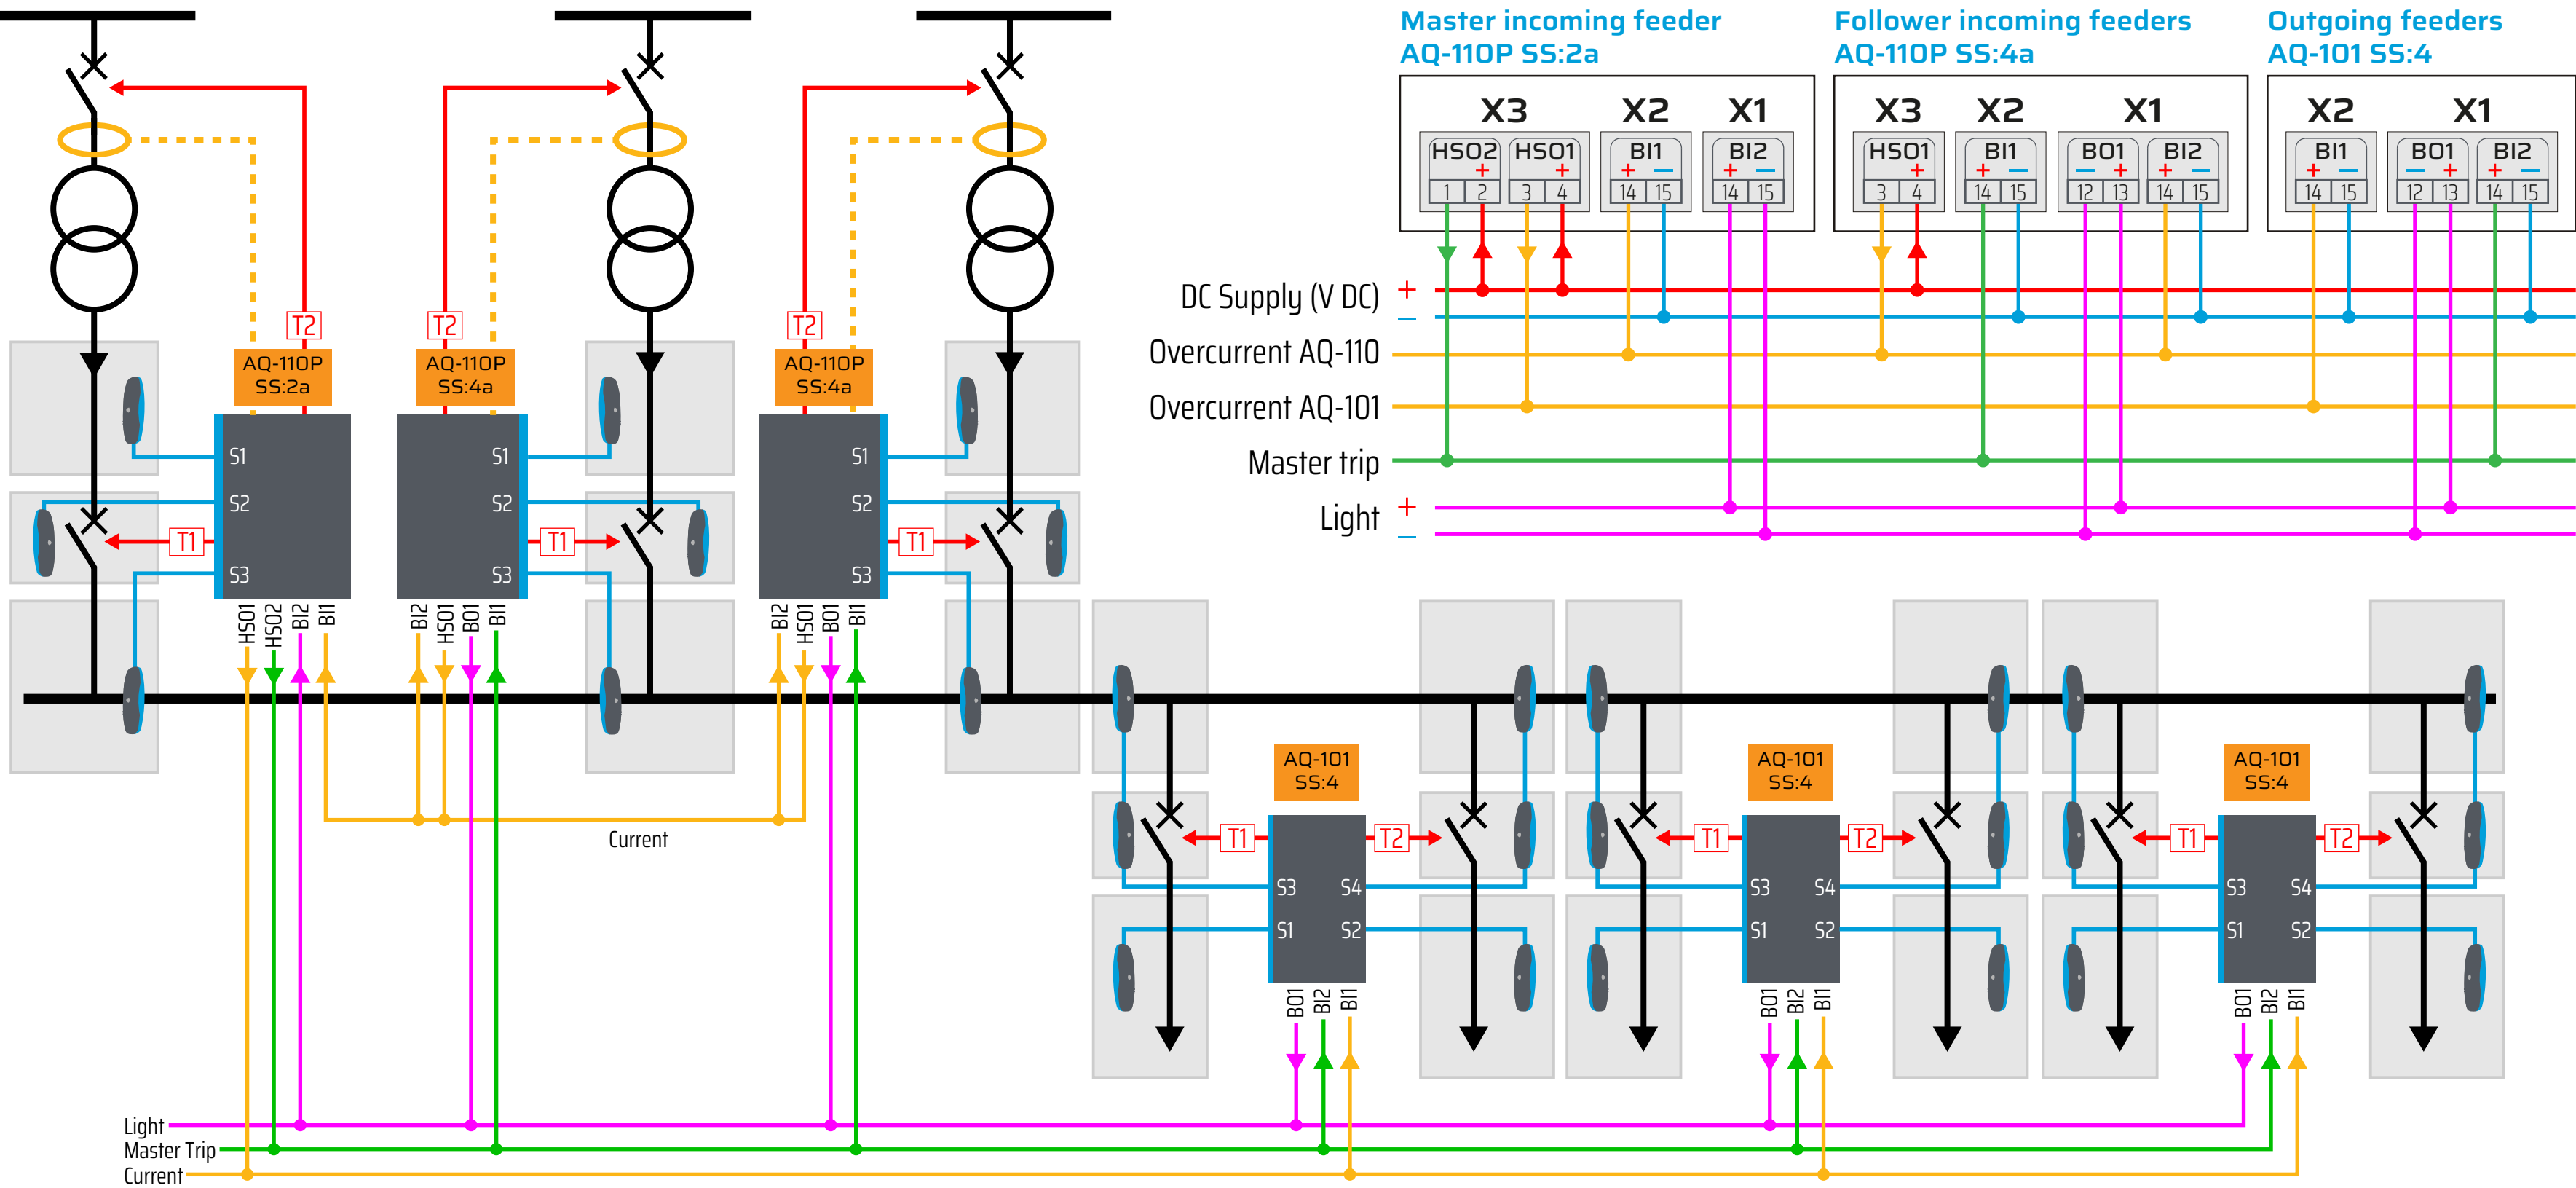 Master incoming feeder
AQ-110P SS:2a
Follower incoming feeders
AQ-110P SS:4a
Outgoing feeders
AQ-101 SS:4
X3 X2 X1
X3 X2 X1
X2 X1
HSO2 HSO1 BI1 BI2
HSO1 BI1 BO1 BI2
BI1 BO1 BI2
+ + + — + —
+ + — — + + —
+ — — + + —
1 2 3 4 14 15 14 15
3 4 14 15 12 13 14 15
14 15 12 13 14 15
DC Supply (V DC) +
—
Overcurrent AQ-110
Overcurrent AQ-101
Master trip
Light +
—
T2 T2 T2
AQ-110P
SS:2a
AQ-110P
SS:4a
AQ-110P
SS:4a
S1 S1 S1
S2 S2 S2
T1 T1 T1
S3 S3 S3
HSO1 HSO2 BI2 BI1
BI2 HSO1 BO1 BI1
BI2 HSO1 BO1 BI1
Current
AQ-101
SS:4
AQ-101
SS:4
AQ-101
SS:4
T1 T2 T1 T2 T1 T2
S3 S4 S3 S4 S3 S4
S1 S2 S1 S2 S1 S2
BO1 BI2 BI1
BO1 BI2 BI1
BO1 BI2 BI1
Light
Master Trip
Current